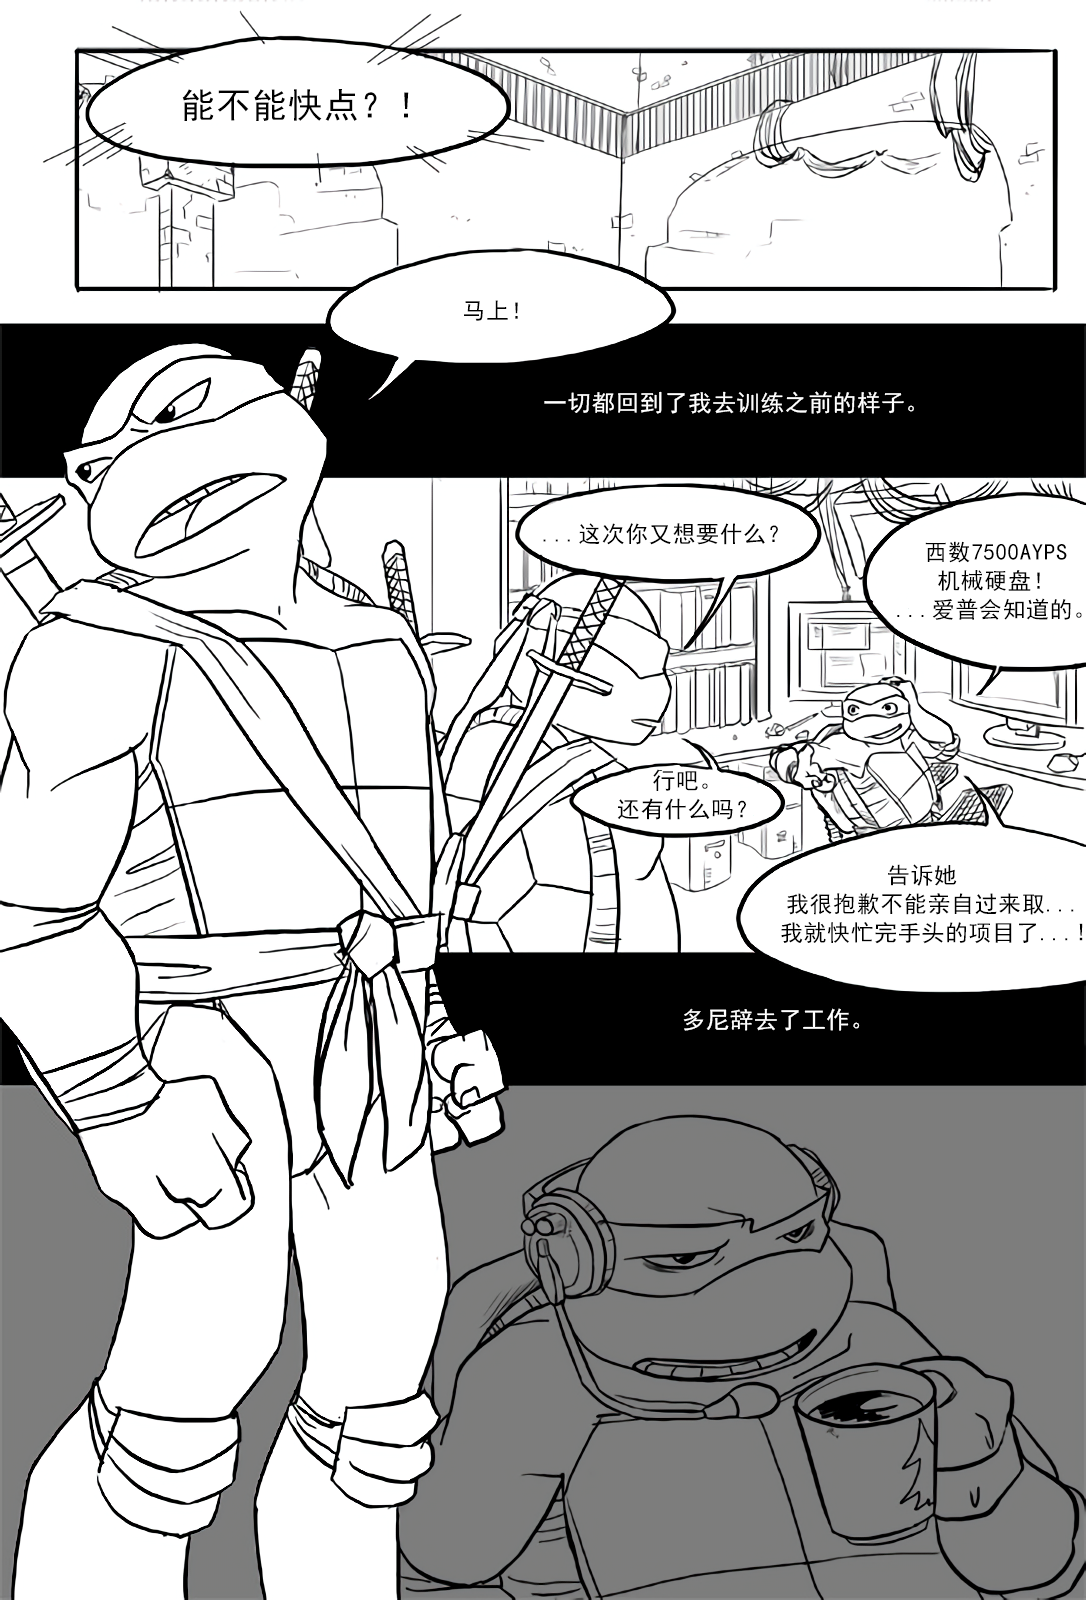 能不能快点？！
马上！
一切都回到了我去训练之前的样子。
...这次你又想要什么？
西数7500AYPS
机械硬盘！
...爱普会知道的。
行吧。
还有什么吗？
告诉她
我很抱歉不能亲自过来取...
我就快忙完手头的项目了...！
多尼辞去了工作。